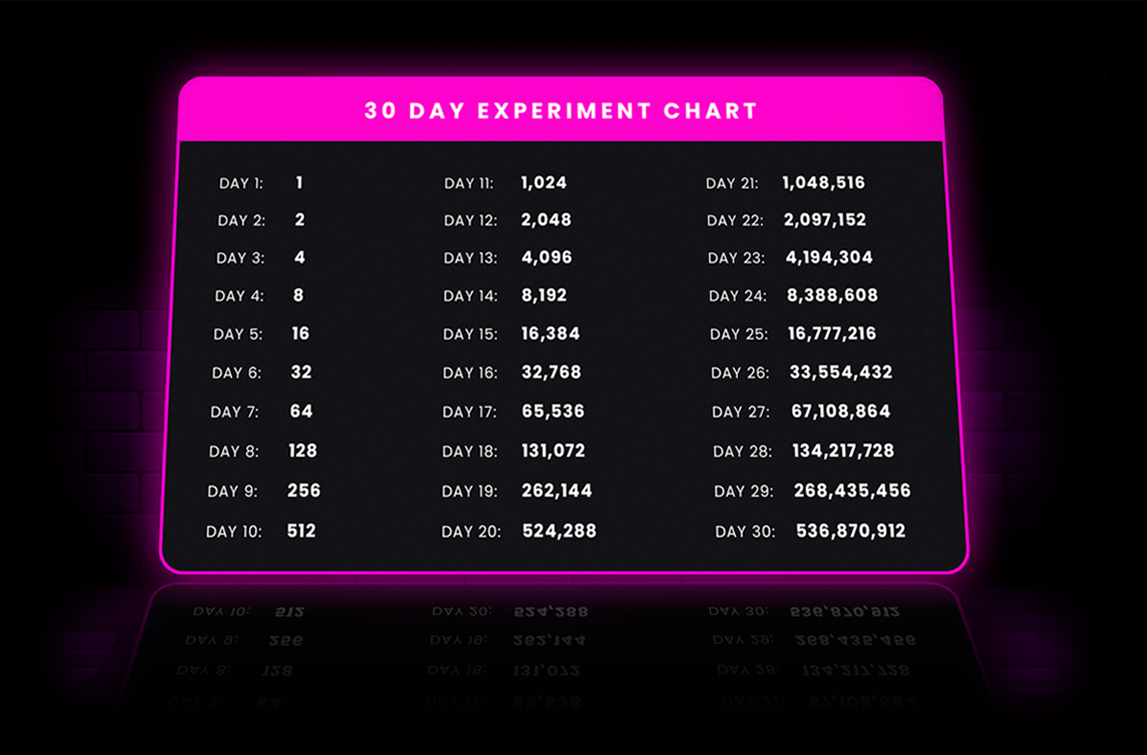 30 DAY EXPERIMENT CHART
DAY 1: 1
DAY 2: 2
DAY 3: 4
DAY 4: 8
DAY 5: 16
DAY 6: 32
DAY 7: 64
DAY 8: 128
DAY 9: 256
DAY 10: 512
DAY 11: 1,024
DAY 12: 2,048
DAY 13: 4,096
DAY 14: 8,192
DAY 15: 16,384
DAY 16: 32,768
DAY 17: 65,536
DAY 18: 131,072
DAY 19: 262,144
DAY 20: 524,288
DAY 21: 1,048,516
DAY 22: 2,097,152
DAY 23: 4,194,304
DAY 24: 8,388,608
DAY 25: 16,777,216
DAY 26: 33,554,432
DAY 27: 67,108,864
DAY 28: 134,217,728
DAY 29: 268,435,456
DAY 30: 536,870,912